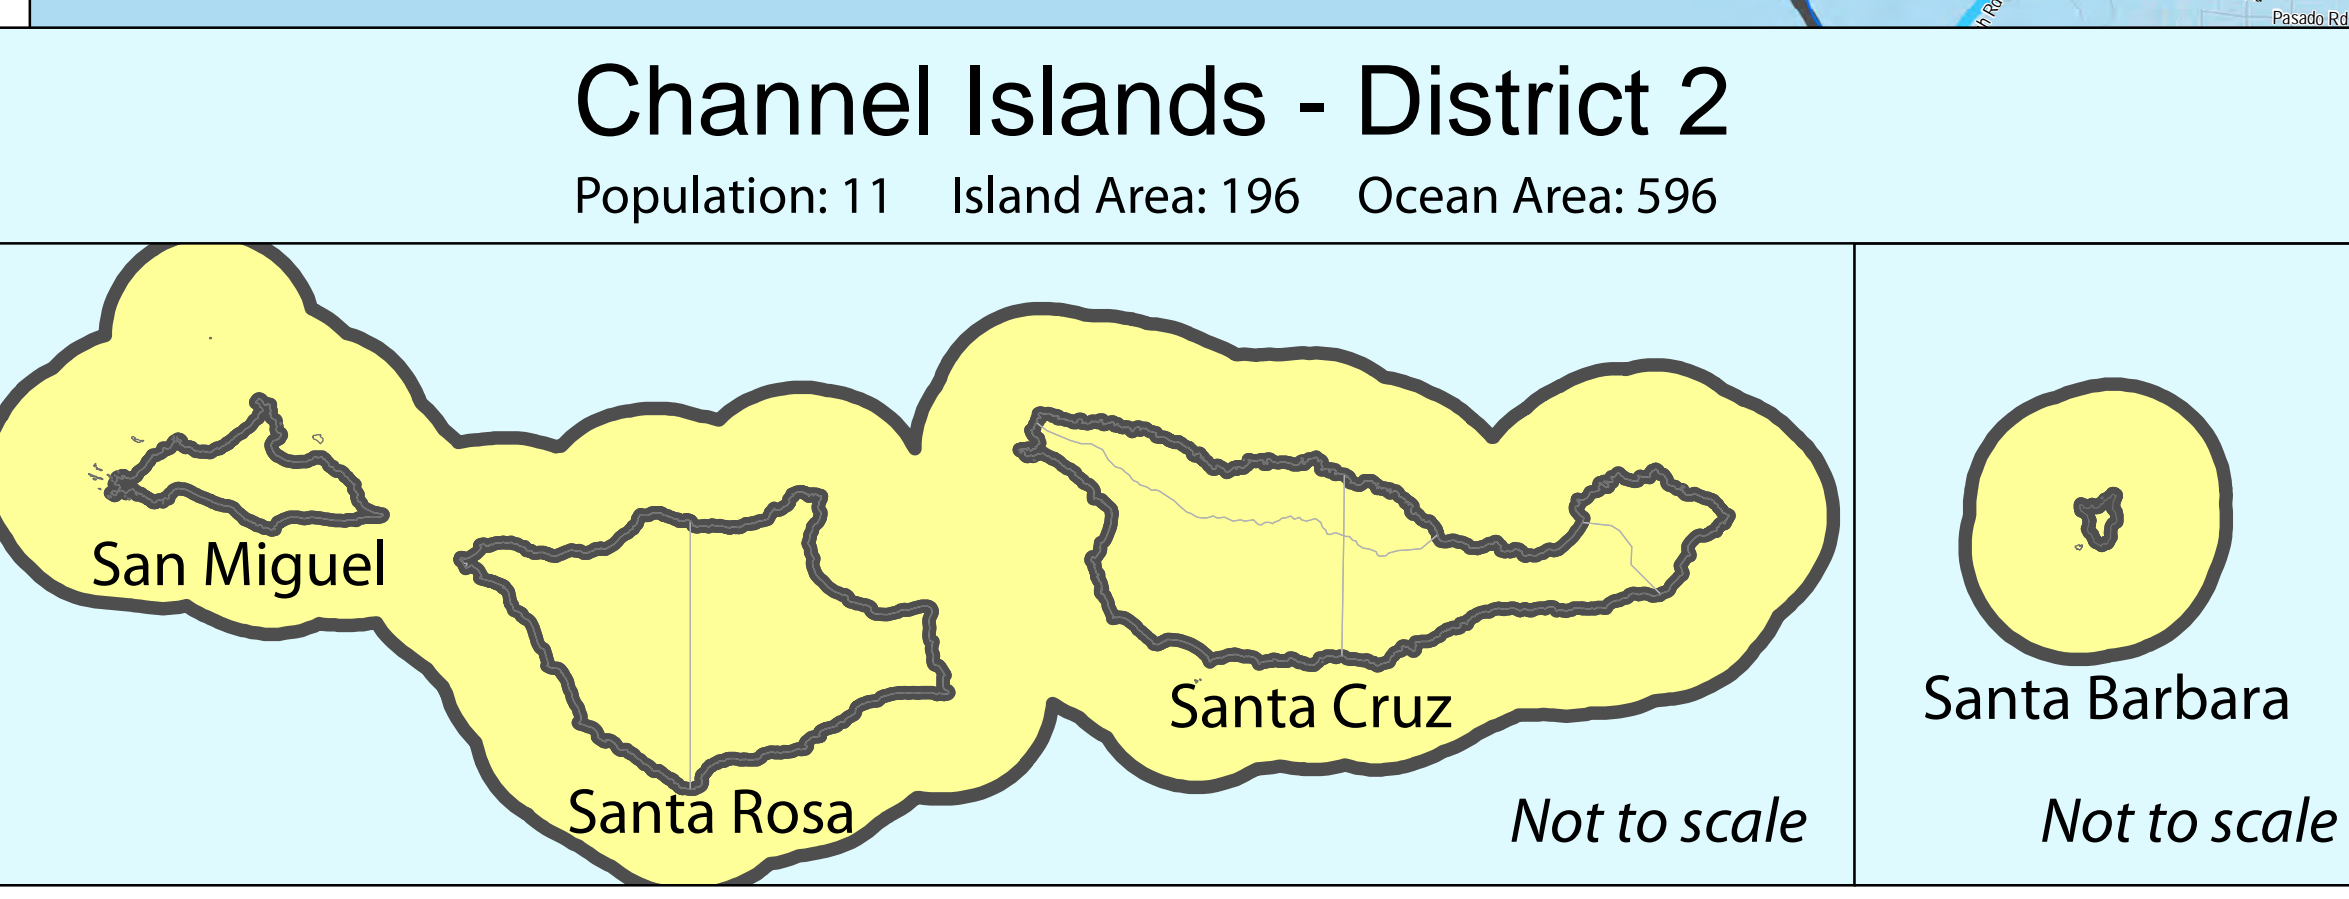 h Rd
Pasado Rd
Channel Islands - District 2
Population: 11 Island Area: 196 Ocean Area: 596
San Miguel
Santa Rosa
Santa Cruz
Not to scale
Santa Barbara
Not to scale